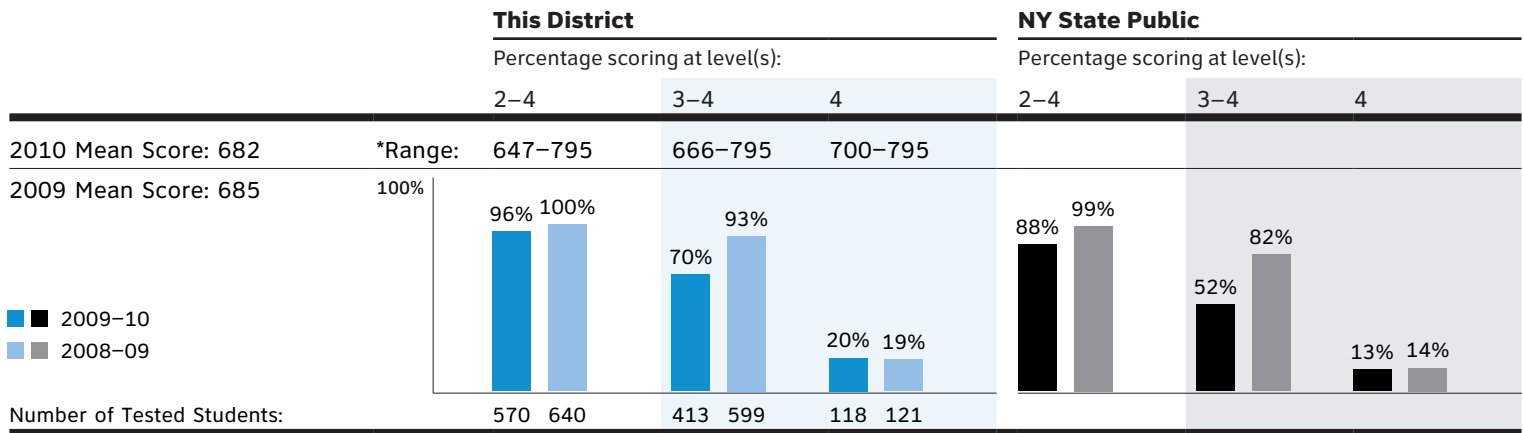 This District NY State Public
Percentage scoring at level(s): Percentage scoring at level(s):
2–4 3–4 4 2–4 3–4 4
2010 Mean Score: 682 *Range: 647–795 666–795 700–795
2009 Mean Score: 685 100%
96% 100% 93% 88% 99% 82%
70% 52%
20% 19% 13% 14%
2009–10
2008–09
Number of Tested Students: 570 640 413 599 118 121